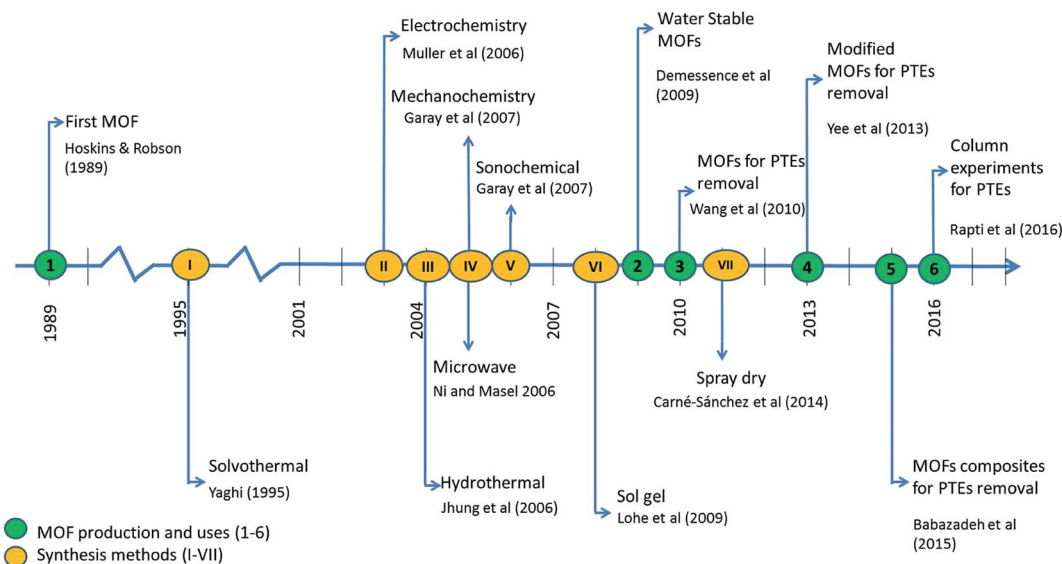 Electrochemistry
Muller et al (2006)
Water Stable
MOFs
Demessence et al
(2009)
Modified
MOFs for PTEs
removal
Yee et al (2013)
Mechanochemistry
Garay et al (2007)
First MOF
Hoskins & Robson
(1989)
Sonochemical
Garay et al (2007)
MOFs for PTEs
removal
Wang et al (2010)
Column
experiments
for PTEs
Rapti et al (2016)
1
I
II
III
IV
V
VI
2
3
VII
4
5
6
1989
1995
2001
2004
2007
2010
2013
2016
Microwave
Ni and Masel 2006
Spray dry
Carné-Sánchez et al (2014)
Solvothermal
Yaghi (1995)
Hydrothermal
Jhung et al (2006)
Sol gel
Lohe et al (2009)
MOFs composites
for PTEs removal
Babazadeh et al
(2015)
MOF production and uses (1-6)
Synthesis methods (I-VII)